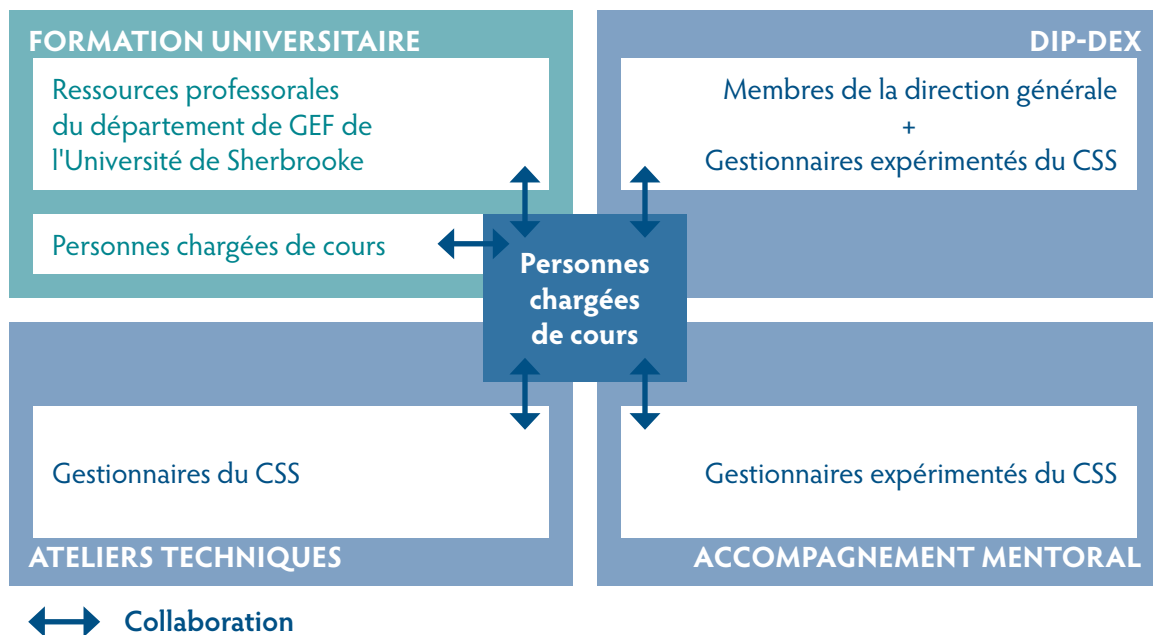 FORMATION UNIVERSITAIRE
Ressources professorales
du département de GEF de
l'Université de Sherbrooke
Personnes chargées de cours
DIP-DEX
Membres de la direction générale
+
Gestionnaires expérimentés du CSS
Personnes
chargées
de cours
Gestionnaires du CSS
ATELIERS TECHNIQUES
Gestionnaires expérimentés du CSS
ACCOMPAGNEMENT MENTORAL
Collaboration